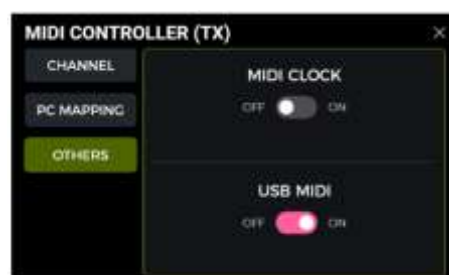 MIDI CONTROLLER (TX)
CHANNEL
PC MAPPING
OTHERS
MIDI CLOCK
OFF ON
USB MIDI
OFF ON